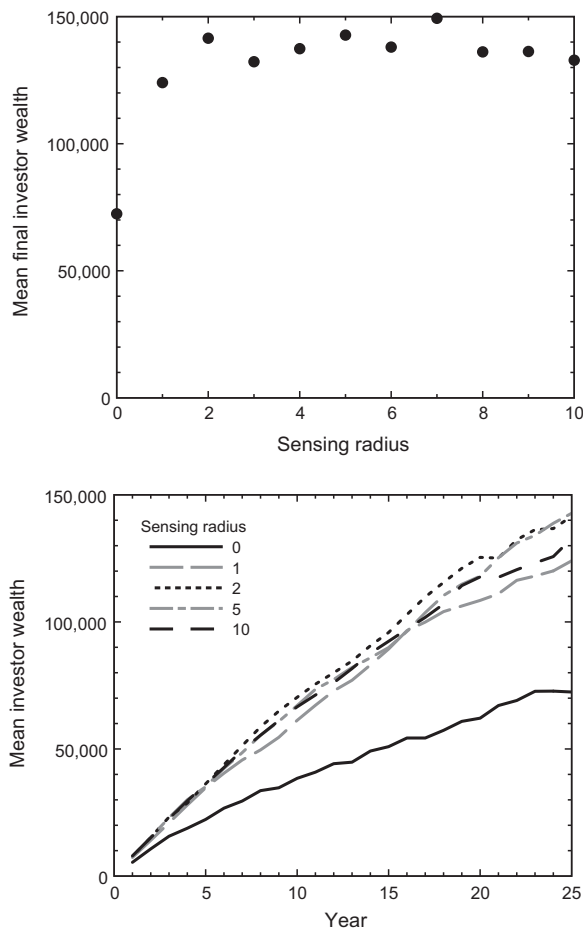 150,000
100,000
50,000
0
Mean final investor wealth
0 2 4 6 8 10
Sensing radius
150,000
100,000
50,000
0
Mean investor wealth
Sensing radius
0
1
2
5
10
0 5 10 15 20 25
Year